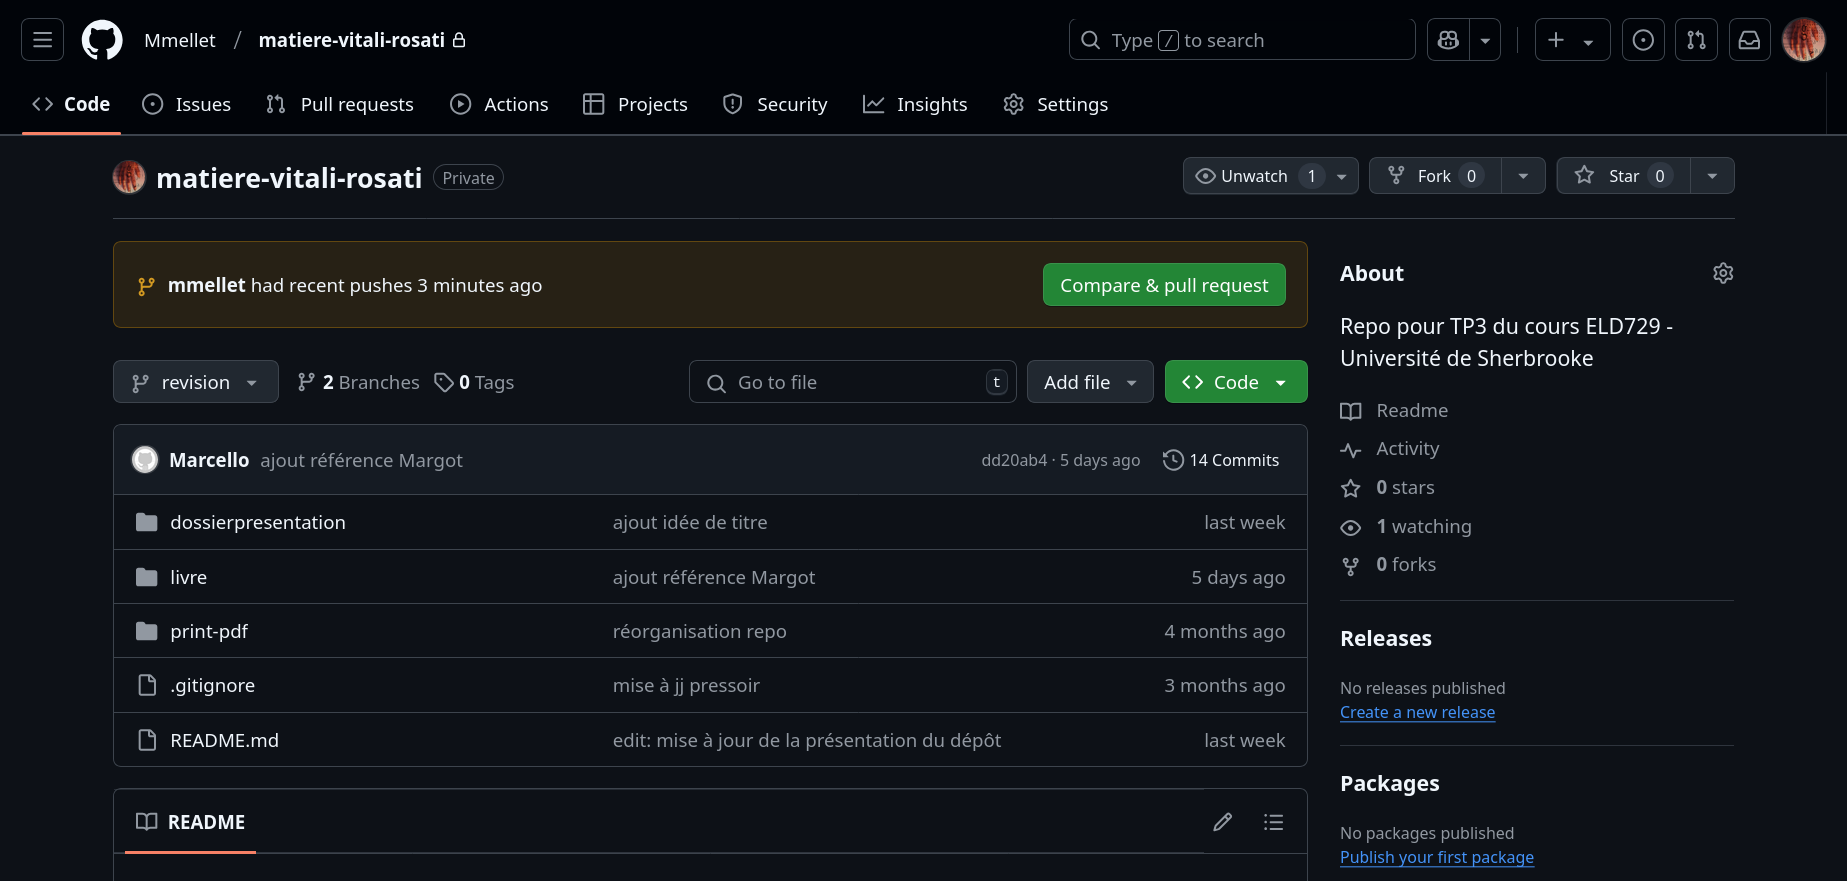 Mmellet / matiere-vitali-rosati
Type / to search
Code Issues Pull requests Actions Projects Security Insights Settings
matiere-vitali-rosati Private
Unwatch 1 Fork 0 Star 0
mmellet had recent pushes 3 minutes ago
Compare & pull request
revision 2 Branches 0 Tags
Go to file t
Add file
Code
Marcello ajout référence Margot dd20ab4 · 5 days ago 14 Commits
dossierpresentation ajout idée de titre last week
livre ajout référence Margot 5 days ago
print-pdf réorganisation repo 4 months ago
.gitignore mise à jj pressoir 3 months ago
README.md edit: mise à jour de la présentation du dépôt last week
README
About
Repo pour TP3 du cours ELD729 -
Université de Sherbrooke
Readme
Activity
0 stars
1 watching
0 forks
Releases
No releases published
Create a new release
Packages
No packages published
Publish your first package